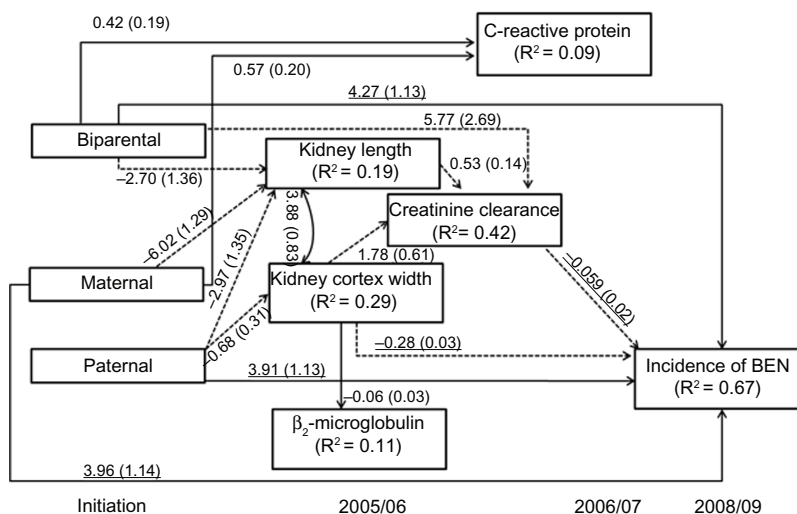 0.42 (0.19)
C-reactive protein
(R² = 0.09)
0.57 (0.20)
4.27 (1.13)
5.77 (2.69)
Biparental
Kidney length
(R² = 0.19)
0.53 (0.14)
–2.70 (1.36)
Creatinine clearance
(R² = 0.42)
3.88 (0.83)
–6.02 (1.29)
–2.97 (1.35)
1.78 (0.61)
–0.059 (0.02)
Maternal
Kidney cortex width
(R² = 0.29)
–0.68 (0.31)
–0.28 (0.03)
Paternal
3.91 (1.13)
Incidence of BEN
(R² = 0.67)
–0.06 (0.03)
β₂-microglobulin
(R² = 0.11)
3.96 (1.14)
Initiation 2005/06 2006/07 2008/09